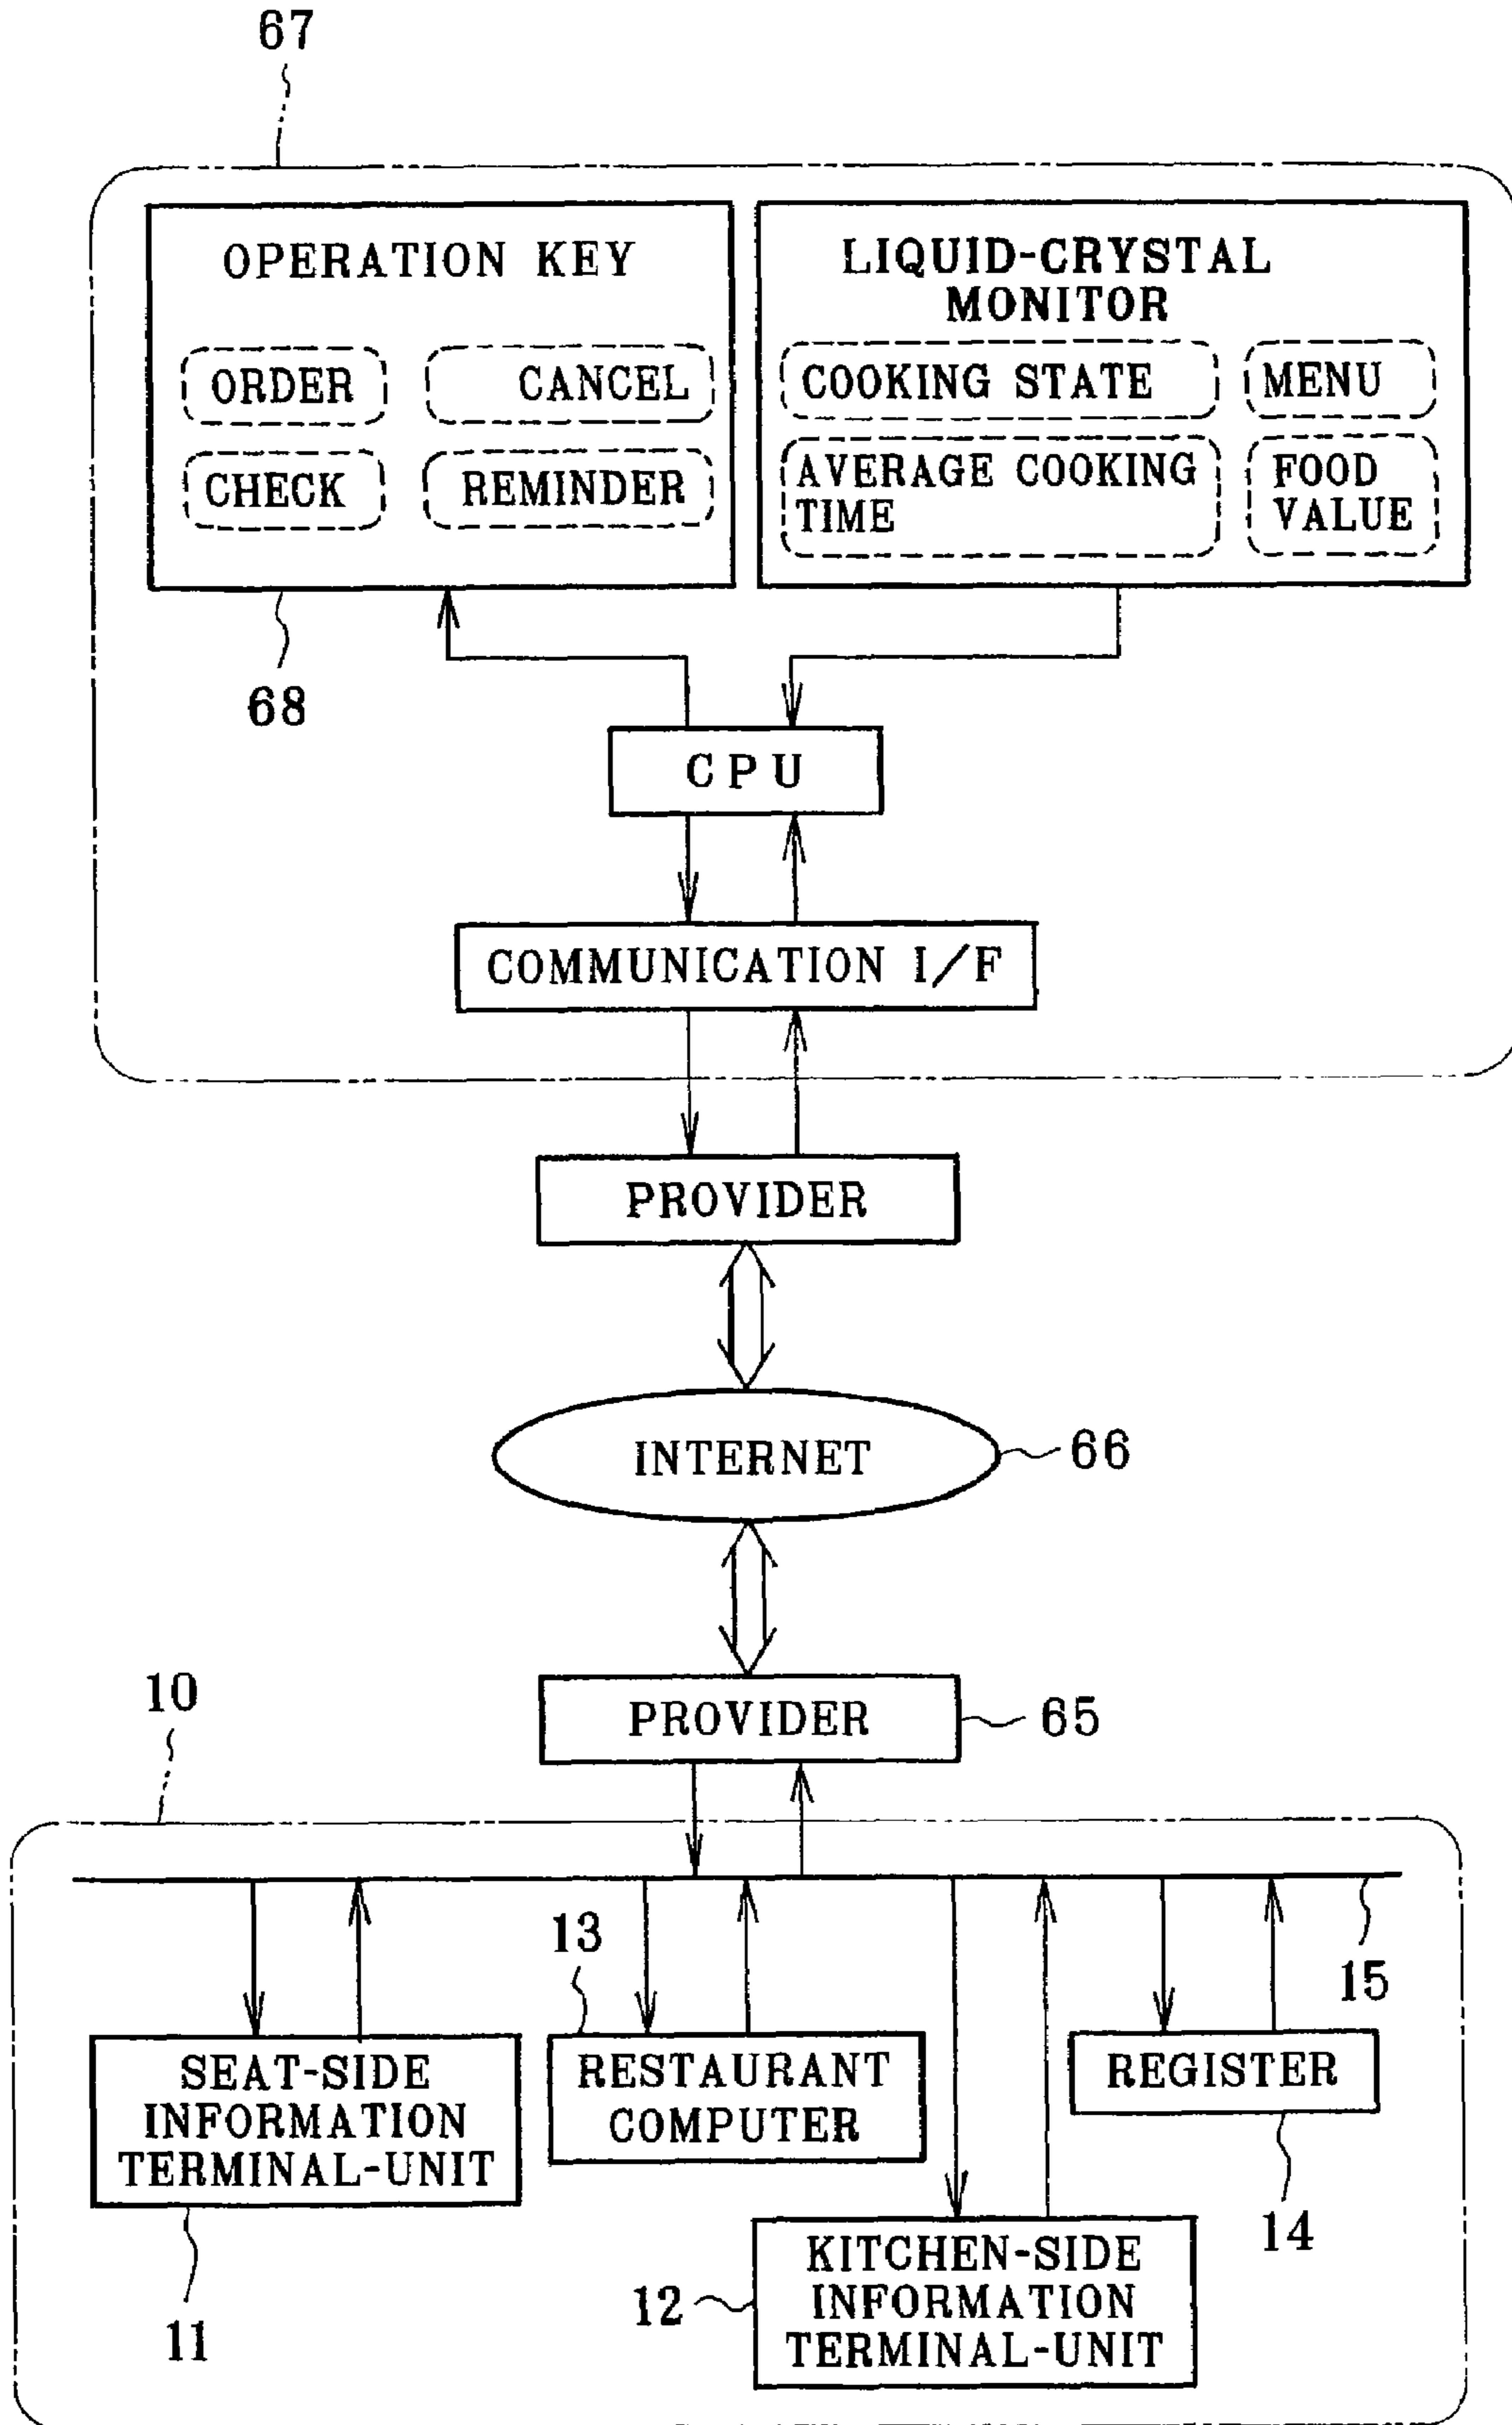 67
OPERATION KEY
ORDER
CANCEL
CHECK
REMINDER
LIQUID-CRYSTAL
MONITOR
COOKING STATE
MENU
AVERAGE COOKING
TIME
FOOD
VALUE
68
CPU
COMMUNICATION I/F
PROVIDER
INTERNET
66
PROVIDER
65
10
15
13
SEAT-SIDE
INFORMATION
TERMINAL-UNIT
11
RESTAURANT
COMPUTER
REGISTER
14
KITCHEN-SIDE
INFORMATION
TERMINAL-UNIT
12